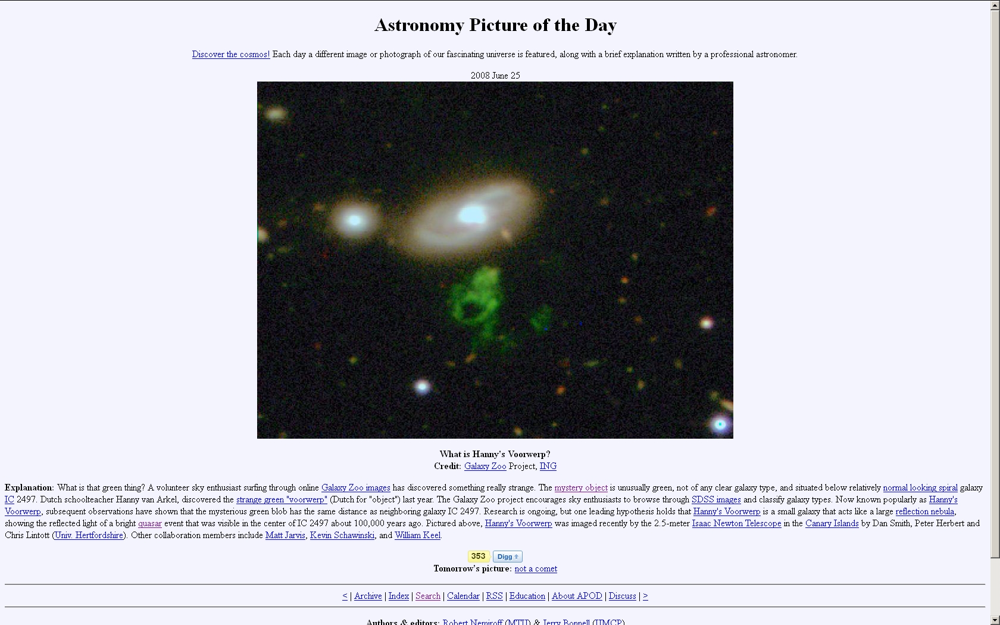 Astronomy Picture of the Day
Discover the cosmos! Each day a different image or photograph of our fascinating universe is featured, along with a brief explanation written by a professional astronomer.
2008 June 25
What is Hanny's Voorwerp?
Credit: Galaxy Zoo Project, ING
Explanation: What is that green thing? A volunteer sky enthusiast surfing through online Galaxy Zoo images has discovered something really strange. The mystery object is unusually green, not of any clear galaxy type, and situated below relatively normal looking spiral galaxy
IC 2497. Dutch schoolteacher Hanny van Arkel, discovered the strange green "voorwerp" (Dutch for "object") last year. The Galaxy Zoo project encourages sky enthusiasts to browse through SDSS images and classify galaxy types. Now known popularly as Hanny's
Voorwerp, subsequent observations have shown that the mysterious green blob has the same distance as neighboring galaxy IC 2497. Research is ongoing, but one leading hypothesis holds that Hanny's Voorwerp is a small galaxy that acts like a large reflection nebula,
showing the reflected light of a bright quasar event that was visible in the center of IC 2497 about 100,000 years ago. Pictured above, Hanny's Voorwerp was imaged recently by the 2.5-meter Isaac Newton Telescope in the Canary Islands by Dan Smith, Peter Herbert and
Chris Lintott (Univ. Hertfordshire). Other collaboration members include Matt Jarvis, Kevin Schawinski, and William Keel.
353 Digg
Tomorrow's picture: not a comet
< | Archive | Index | Search | Calendar | RSS | Education | About APOD | Discuss | >
Authors & editors: Robert Nemiroff (MTU) & Jerry Bonnell (UMCP)